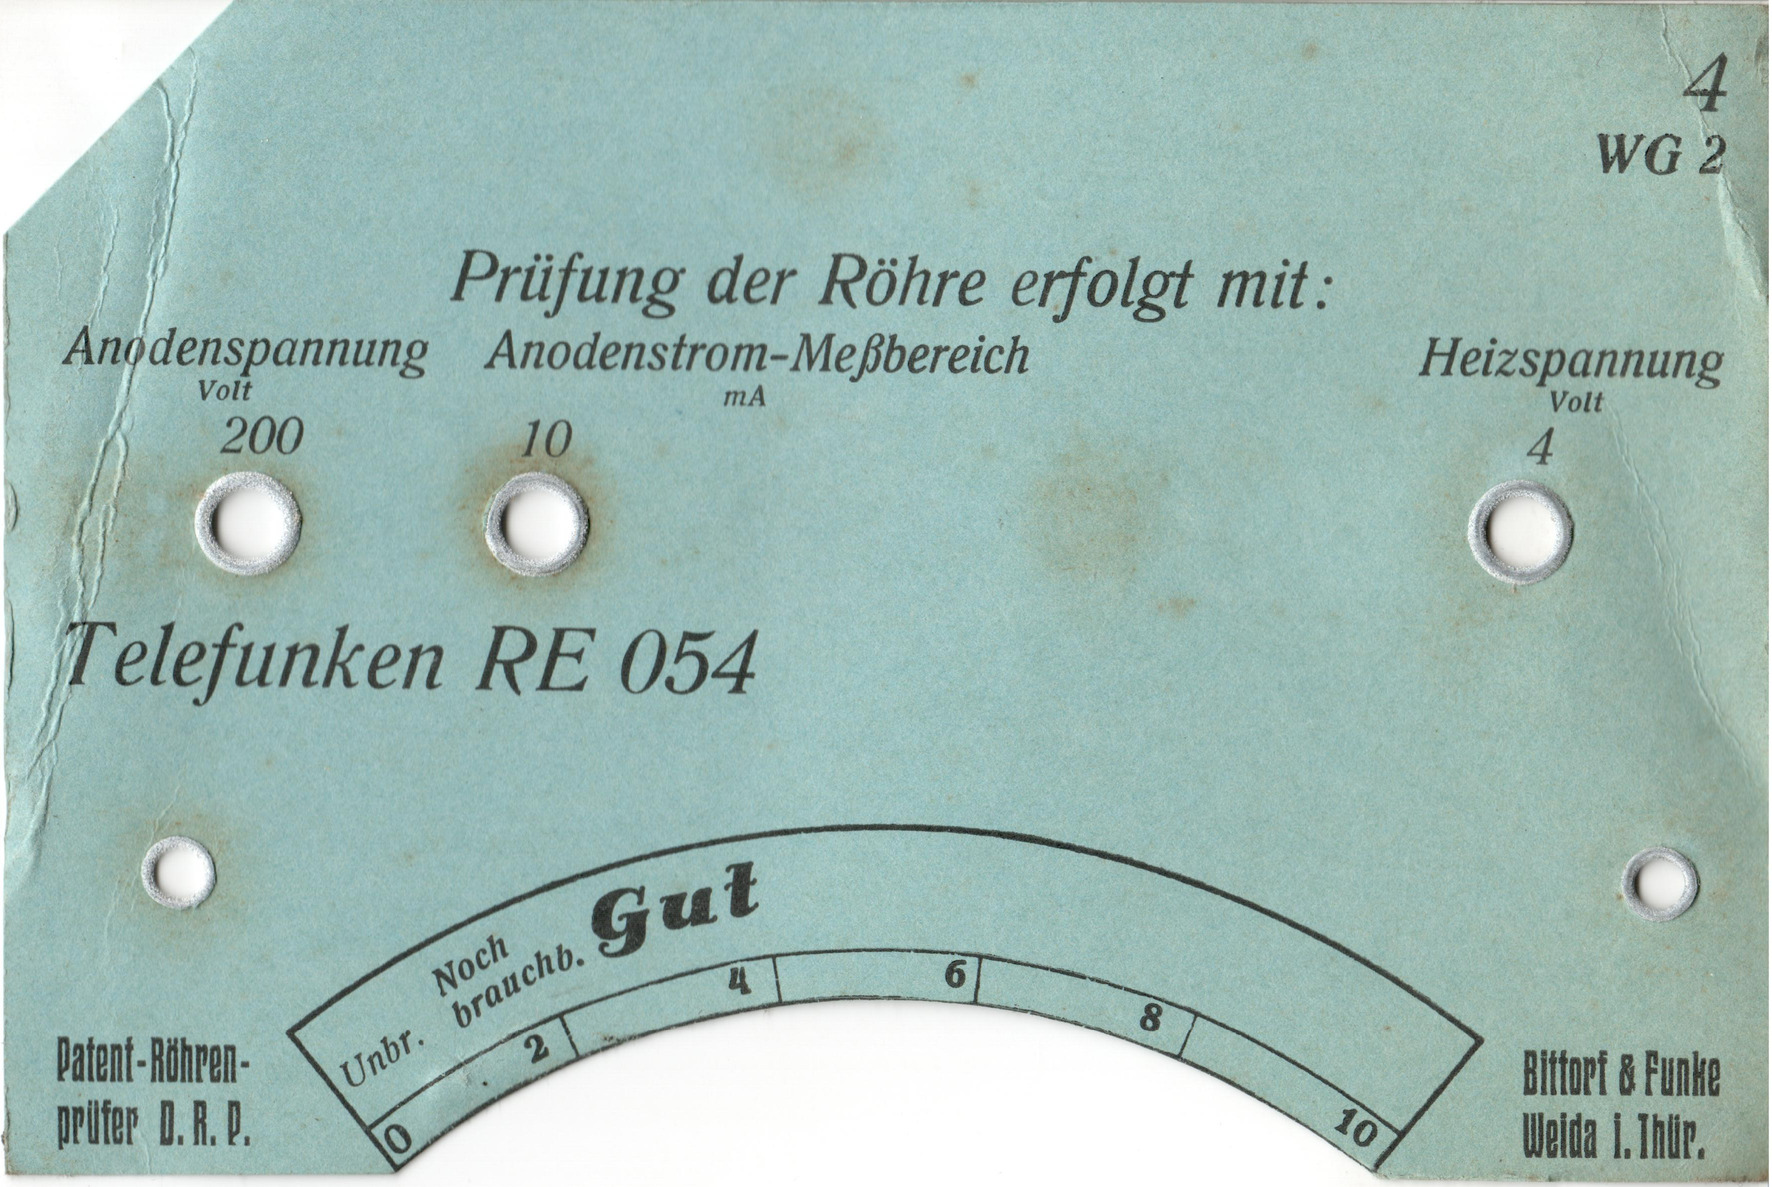 4
WG 2
Prüfung der Röhre erfolgt mit:
Anodenspannung Anodenstrom-Meßbereich Heizspannung
Volt mA Volt
200 10 4
Telefunken RE 054
Unbr. Noch brauchb. Gut
0 2 4 6 8 10
Patent-Röhren-
prüfer D. R. P.
Bittorf & Funke
Weida i. Thür.